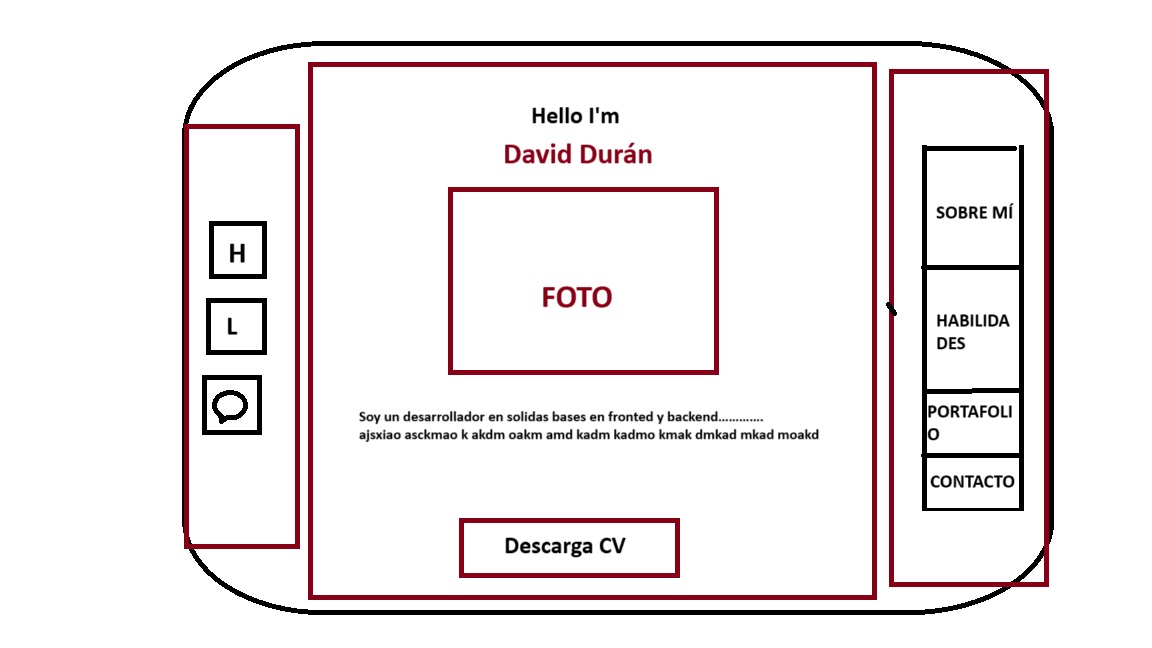 Hello I'm
David Durán
H
L
FOTO
Soy un desarrollador en solidas bases en fronted y backend.............
ajsxiao asckmao k akdm oakm amd kadm kadmo kmak dmkad mkad moakd
Descarga CV
SOBRE MÍ
HABILIDA
DES
PORTAFOLI
O
CONTACTO